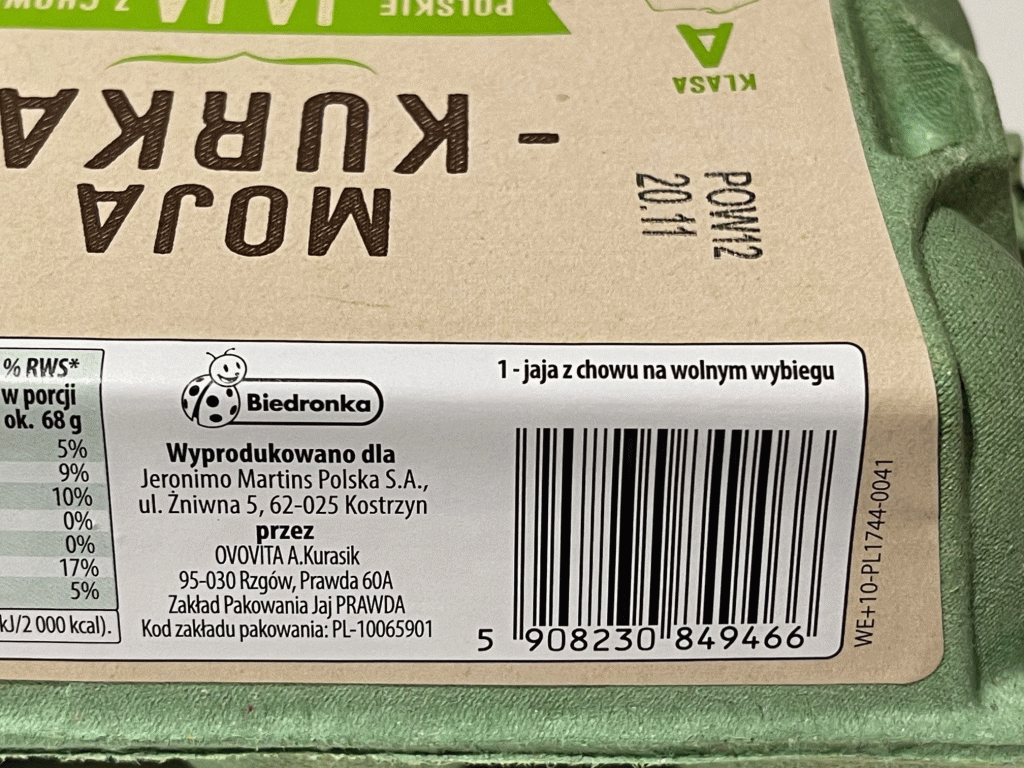 POLSKIE
JAJA Z CHOWU
KLASA
A
- KURKA
MOJA
POW12
20.11
% RWS*
w porcji
ok. 68 g
5%
9%
10%
0%
0%
17%
5%
kJ/2 000 kcal).
Biedronka
Wyprodukowano dla
Jeronimo Martins Polska S.A.,
ul. Żniwna 5, 62-025 Kostrzyn
przez
OVOVITA A.Kurasik
95-030 Rzgów, Prawda 60A
Zakład Pakowania Jaj PRAWDA
Kod zakładu pakowania: PL-10065901
1 - jaja z chowu na wolnym wybiegu
5 908230 849466
WE+10-PL1744-0041